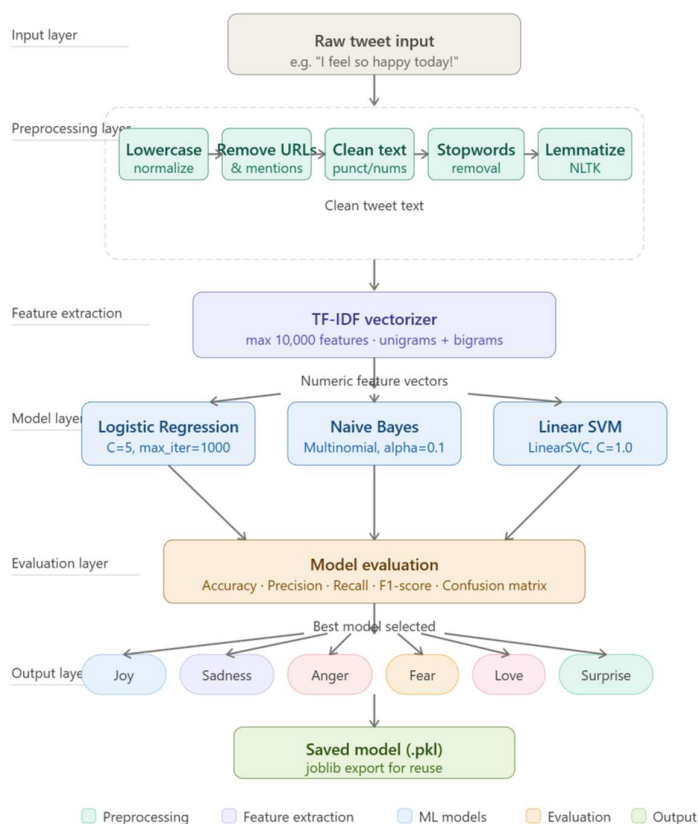 Input layer
Raw tweet input
e.g. "I feel so happy today!"
Preprocessing layer
Lowercase
normalize
Remove URLs
& mentions
Clean text
punct/nums
Stopwords
removal
Lemmatize
NLTK
Clean tweet text
Feature extraction
TF-IDF vectorizer
max 10,000 features · unigrams + bigrams
Numeric feature vectors
Model layer
Logistic Regression
C=5, max_iter=1000
Naive Bayes
Multinomial, alpha=0.1
Linear SVM
LinearSVC, C=1.0
Evaluation layer
Model evaluation
Accuracy · Precision · Recall · F1-score · Confusion matrix
Best model selected
Output layer
Joy
Sadness
Anger
Fear
Love
Surprise
Saved model (.pkl)
joblib export for reuse
Preprocessing
Feature extraction
ML models
Evaluation
Output